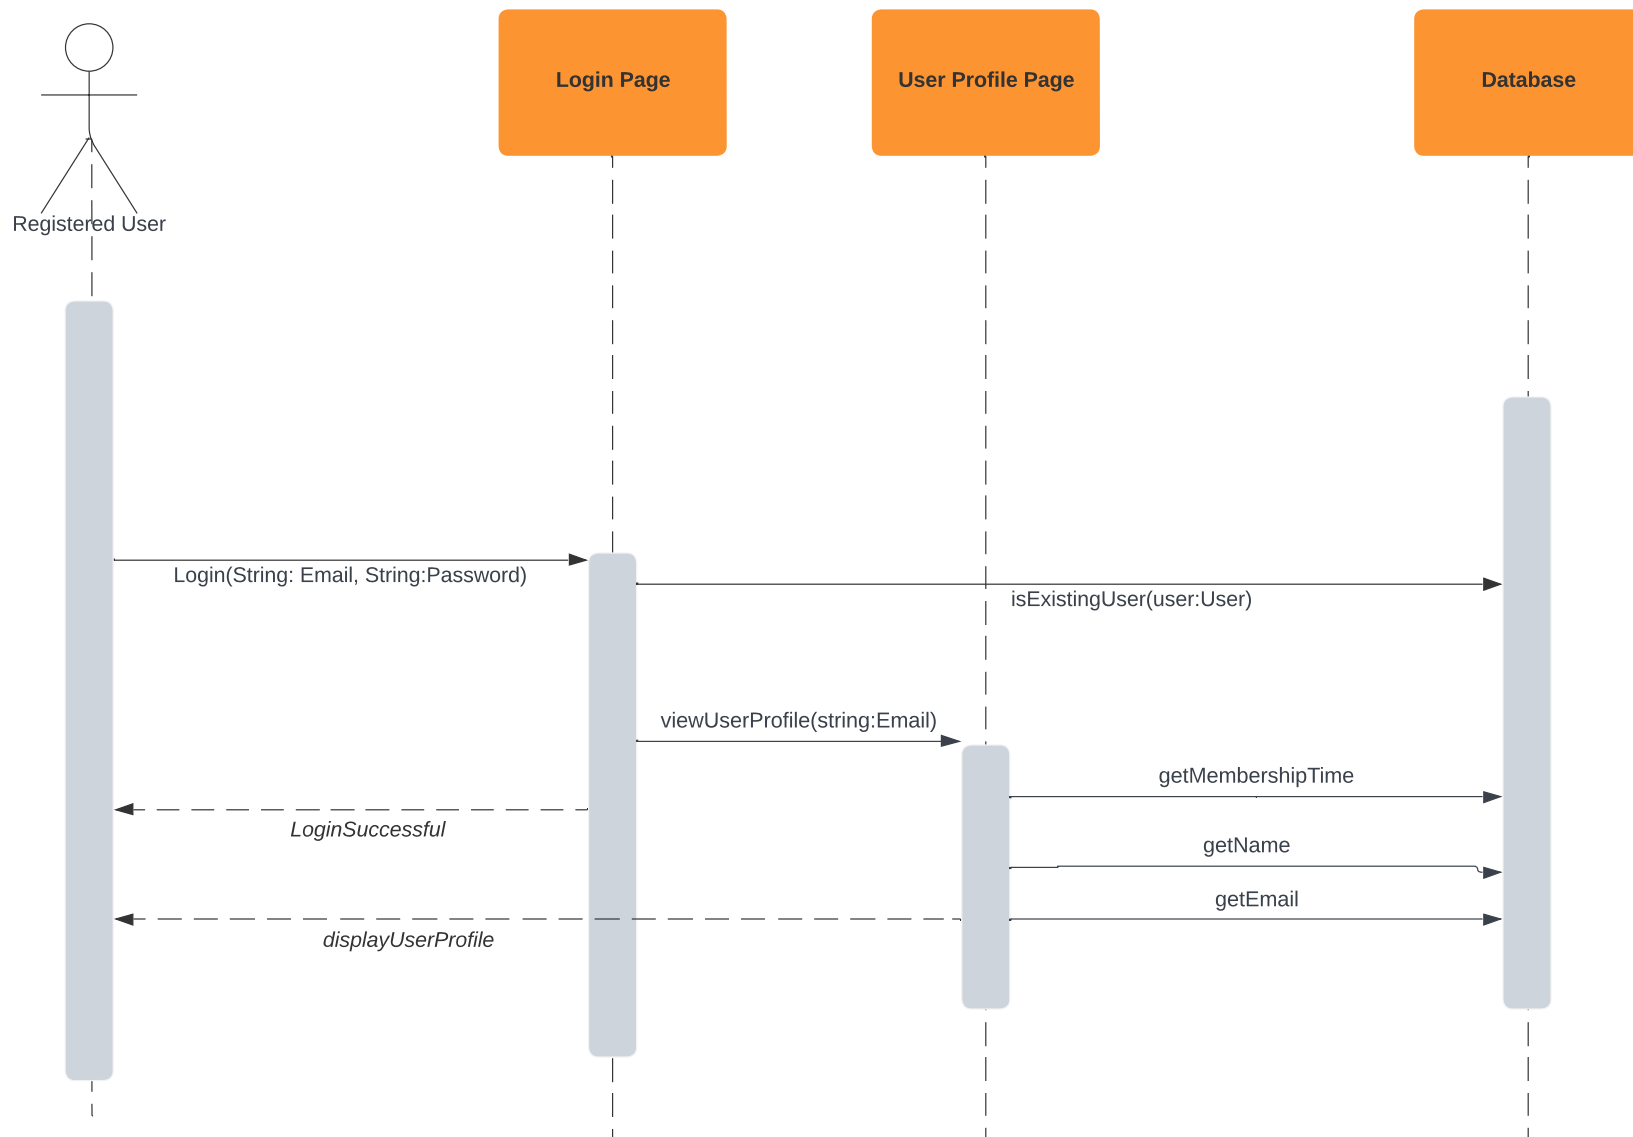 Login Page
User Profile Page
Database
Registered User
Login(String: Email, String:Password)
isExistingUser(user:User)
viewUserProfile(string:Email)
getMembershipTime
LoginSuccessful
getName
getEmail
displayUserProfile